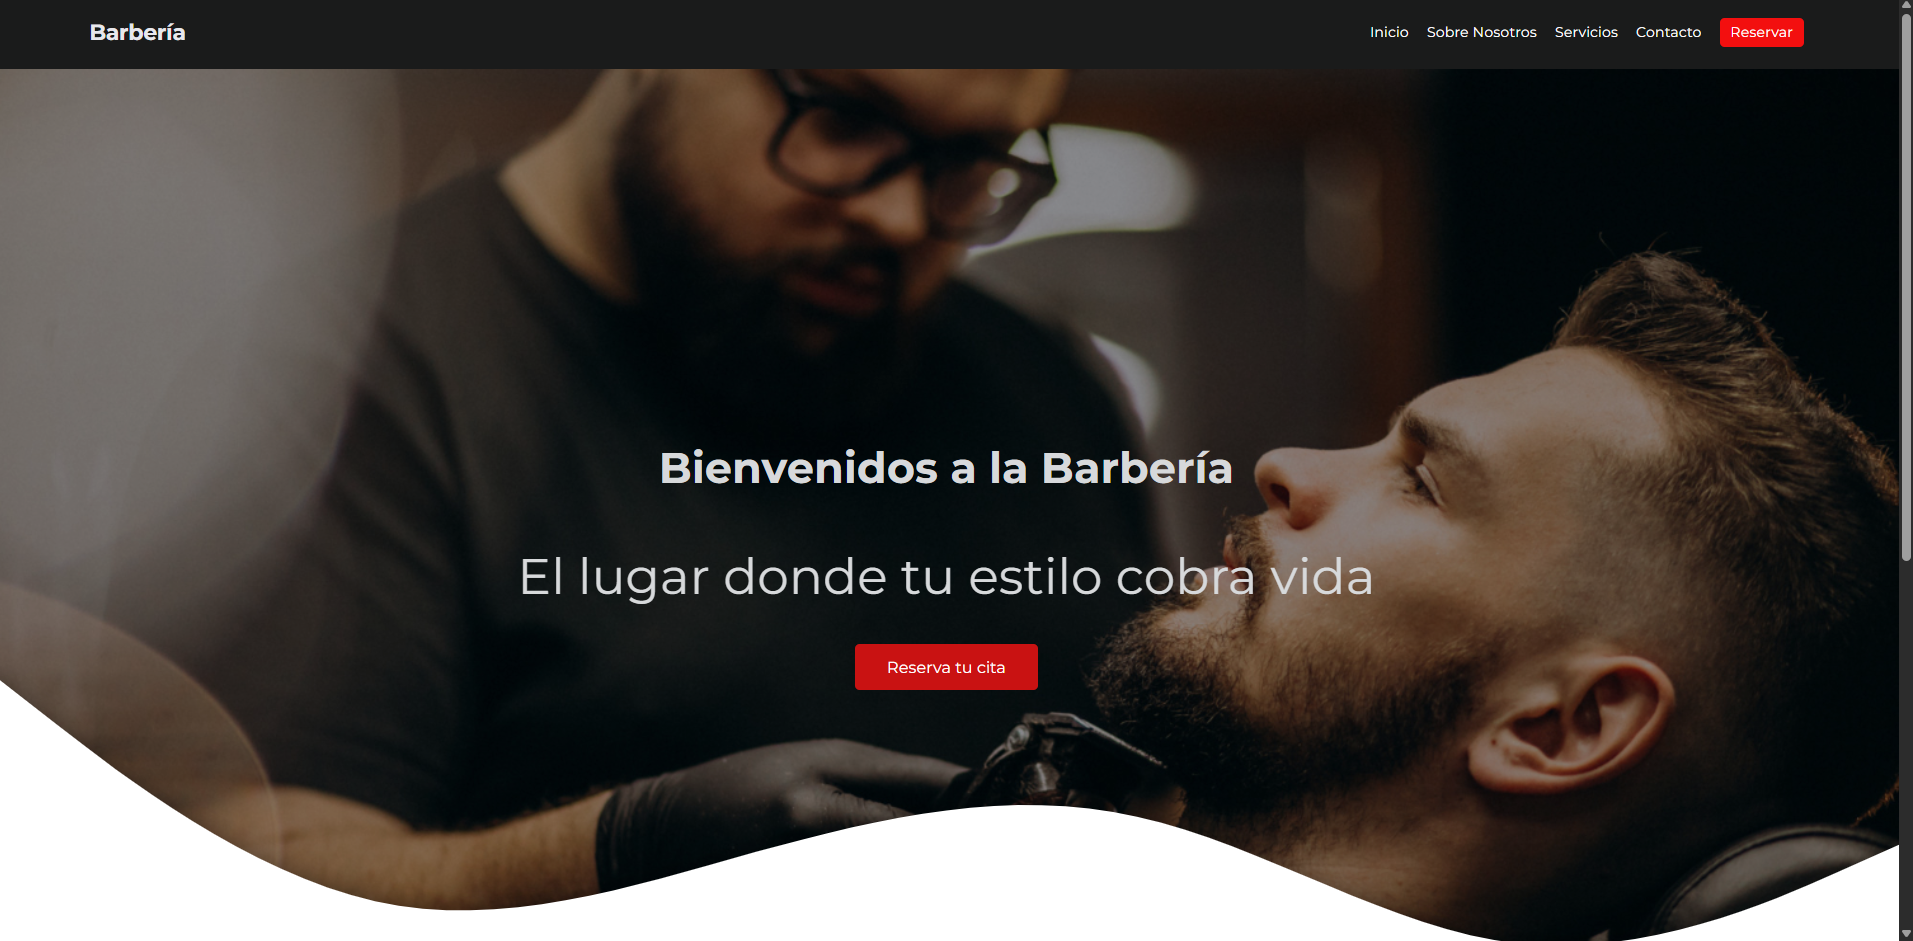 Barbería
Inicio Sobre Nosotros Servicios Contacto Reservar
Bienvenidos a la Barbería
El lugar donde tu estilo cobra vida
Reserva tu cita